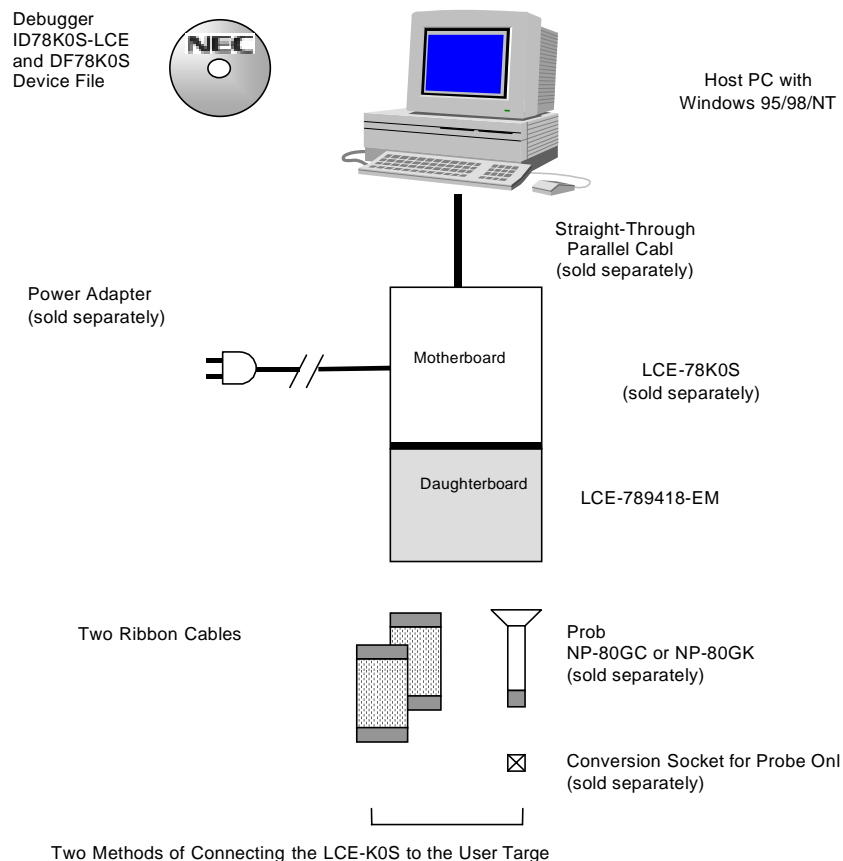 Debugger
ID78K0S-LCE
and DF78K0S
Device File
NEC
Host PC with
Windows 95/98/NT
Straight-Through
Parallel Cabl
(sold separately)
Power Adapter
(sold separately)
Motherboard
LCE-78K0S
(sold separately)
Daughterboard
LCE-789418-EM
Two Ribbon Cables
Prob
NP-80GC or NP-80GK
(sold separately)
Conversion Socket for Probe Onl
(sold separately)
Two Methods of Connecting the LCE-K0S to the User Targe